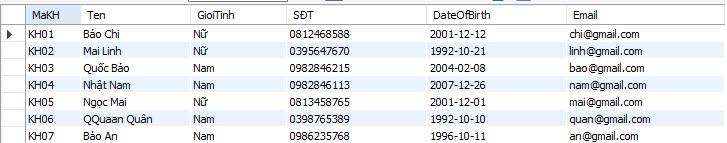 MaKH Ten GioiTinh SĐT DateOfBirth Email
KH01 Bảo Chi Nữ 0812468588 2001-12-12 chi@gmail.com
KH02 Mai Linh Nữ 0395647670 1992-10-21 linh@gmail.com
KH03 Quốc Bảo Nam 0982846215 2004-02-08 bao@gmail.com
KH04 Nhật Nam Nam 0982846113 2007-12-26 nam@gmail.com
KH05 Ngọc Mai Nữ 0813458765 2001-12-01 mai@gmail.com
KH06 QQuaan Quân Nam 0398765389 1992-10-10 quan@gmail.com
KH07 Bảo An Nam 0986235768 1996-10-11 an@gmail.com